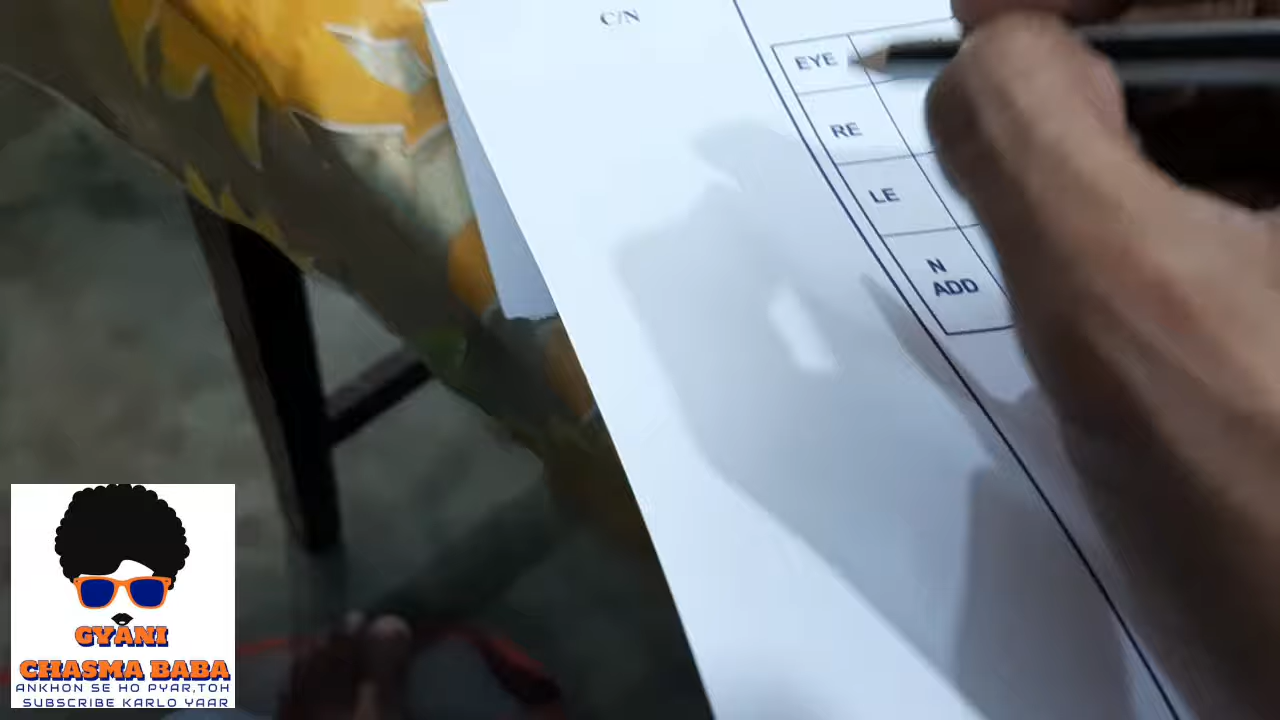 C/N
EYE
RE
LE
N
ADD
GYANI
CHASMA BABA
ANKHON SE HO PYAR,TOH
SUBSCRIBE KARLO YAAR